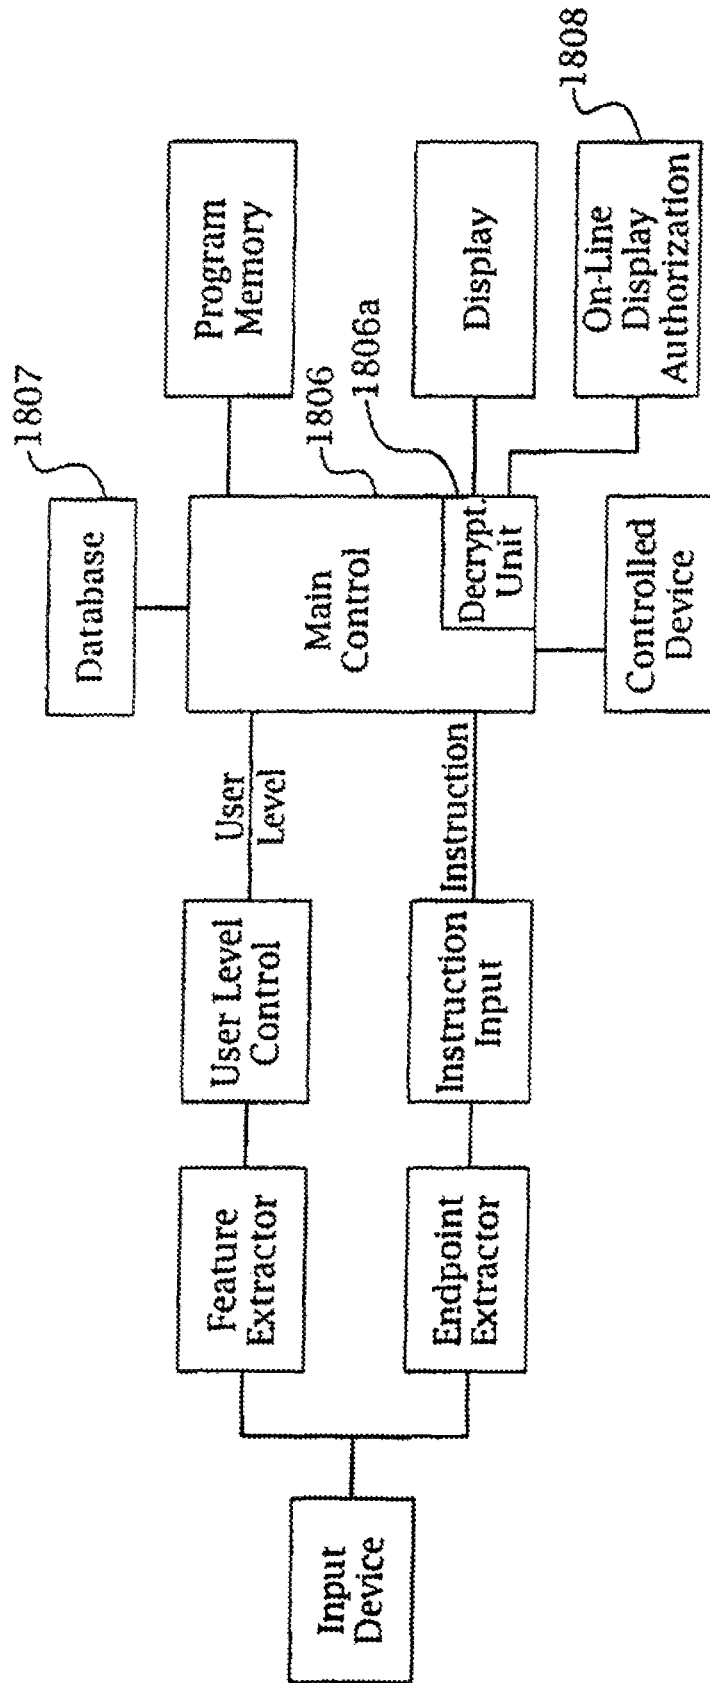 Input
Device
Feature
Extractor
Endpoint
Extractor
User Level
Control
Instruction
Input
User
Level
Instruction
Database
1807
Main
Control
1806
Decrypt.
Unit
1806a
Controlled
Device
Program
Memory
Display
On-Line
Display
Authorization
1808